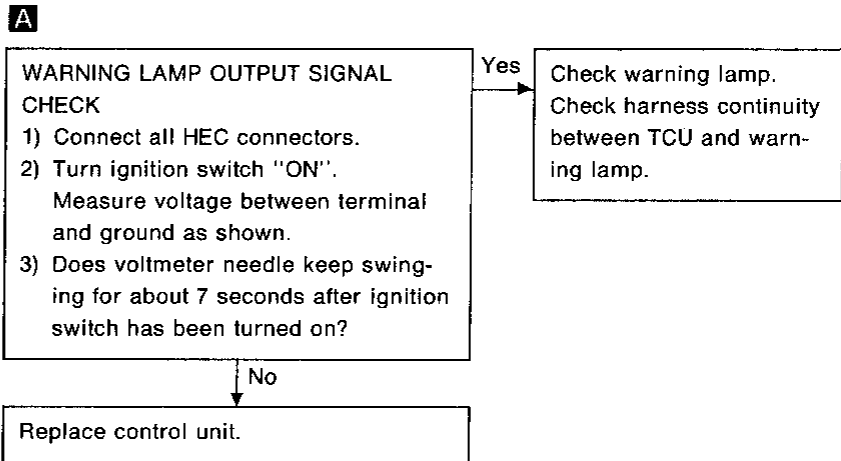 A
WARNING LAMP OUTPUT SIGNAL
CHECK
1) Connect all HEC connectors.
2) Turn ignition switch "ON".
Measure voltage between terminal
and ground as shown.
3) Does voltmeter needle keep swing-
ing for about 7 seconds after ignition
switch has been turned on?
Yes
Check warning lamp.
Check harness continuity
between TCU and warn-
ing lamp.
No
Replace control unit.